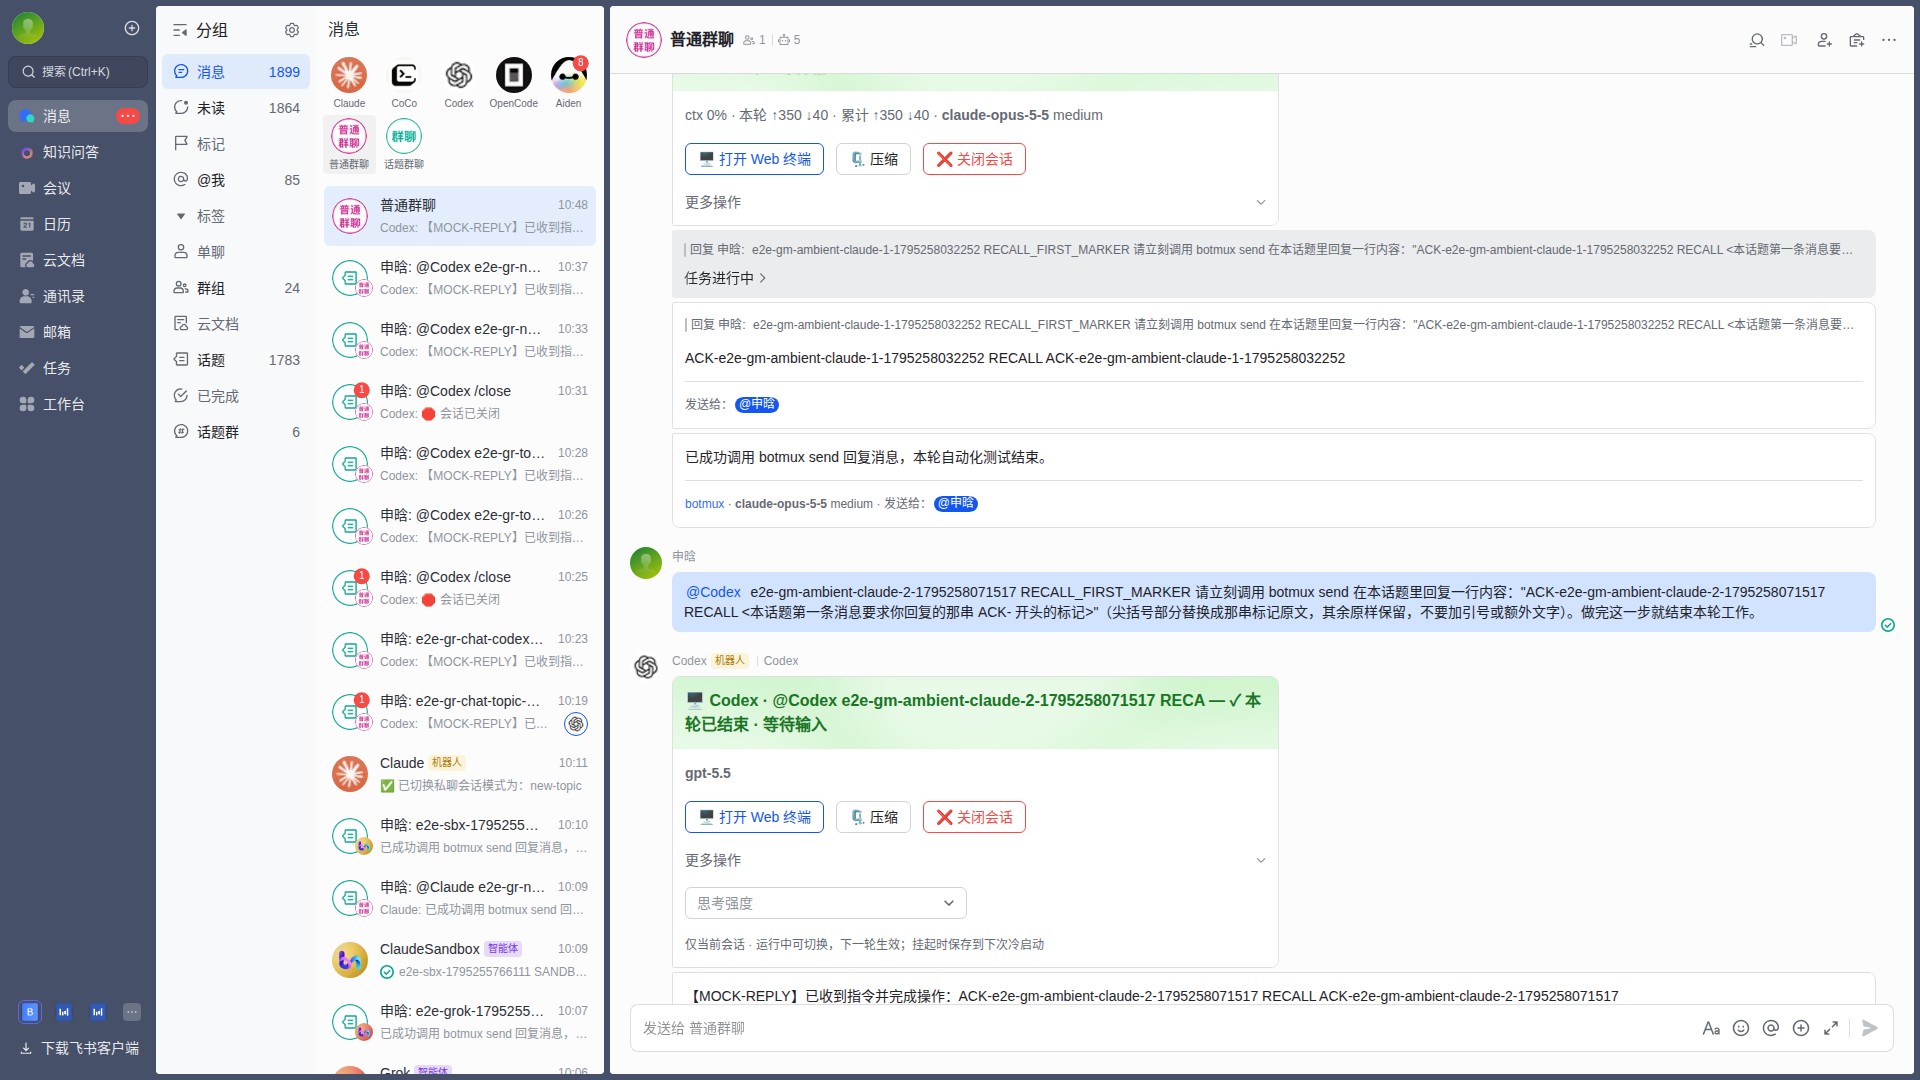 搜索 (Ctrl+K)
消息
知识问答
会议
日历
云文档
通讯录
邮箱
任务
工作台
B
下载飞书客户端
分组
消息 1899
未读 1864
标记
@我 85
标签
单聊
群组 24
云文档
话题 1783
已完成
话题群 6
消息
8
Claude CoCo Codex OpenCode Aiden
普通群聊 群聊
普通群聊 话题群聊
普通群聊 10:48
Codex: 【MOCK-REPLY】已收到指…
申晗: @Codex e2e-gr-n… 10:37
Codex: 【MOCK-REPLY】已收到指…
申晗: @Codex e2e-gr-n… 10:33
Codex: 【MOCK-REPLY】已收到指…
1
申晗: @Codex /close 10:31
Codex: 🛑 会话已关闭
申晗: @Codex e2e-gr-to… 10:28
Codex: 【MOCK-REPLY】已收到指…
申晗: @Codex e2e-gr-to… 10:26
Codex: 【MOCK-REPLY】已收到指…
1
申晗: @Codex /close 10:25
Codex: 🛑 会话已关闭
申晗: e2e-gr-chat-codex… 10:23
Codex: 【MOCK-REPLY】已收到指…
1
申晗: e2e-gr-chat-topic-… 10:19
Codex: 【MOCK-REPLY】已…
Claude 机器人 10:11
✅ 已切换私聊会话模式为：new-topic
申晗: e2e-sbx-1795255… 10:10
已成功调用 botmux send 回复消息，…
申晗: @Claude e2e-gr-n… 10:09
Claude: 已成功调用 botmux send 回…
ClaudeSandbox 智能体 10:09
e2e-sbx-1795255766111 SANDB…
申晗: e2e-grok-1795255… 10:07
已成功调用 botmux send 回复消息，…
Grok 智能体 10:06
普通群聊
普通群聊 1 5
ctx 0% · 本轮 ↑350 ↓40 · 累计 ↑350 ↓40 · claude-opus-5-5 medium
🖥️ 打开 Web 终端 🗜️ 压缩 ❌ 关闭会话
更多操作
回复 申晗: e2e-gm-ambient-claude-1-1795258032252 RECALL_FIRST_MARKER 请立刻调用 botmux send 在本话题里回复一行内容："ACK-e2e-gm-ambient-claude-1-1795258032252 RECALL <本话题第一条消息要…
任务进行中
回复 申晗: e2e-gm-ambient-claude-1-1795258032252 RECALL_FIRST_MARKER 请立刻调用 botmux send 在本话题里回复一行内容："ACK-e2e-gm-ambient-claude-1-1795258032252 RECALL <本话题第一条消息要…
ACK-e2e-gm-ambient-claude-1-1795258032252 RECALL ACK-e2e-gm-ambient-claude-1-1795258032252
发送给： @申晗
已成功调用 botmux send 回复消息，本轮自动化测试结束。
botmux · claude-opus-5-5 medium · 发送给： @申晗
申晗
@Codex e2e-gm-ambient-claude-2-1795258071517 RECALL_FIRST_MARKER 请立刻调用 botmux send 在本话题里回复一行内容："ACK-e2e-gm-ambient-claude-2-1795258071517
RECALL <本话题第一条消息要求你回复的那串 ACK- 开头的标记>"（尖括号部分替换成那串标记原文，其余原样保留，不要加引号或额外文字）。做完这一步就结束本轮工作。
Codex 机器人 | Codex
🖥️ Codex · @Codex e2e-gm-ambient-claude-2-1795258071517 RECA — ✓ 本
轮已结束 · 等待输入
gpt-5.5
🖥️ 打开 Web 终端 🗜️ 压缩 ❌ 关闭会话
更多操作
思考强度
仅当前会话 · 运行中可切换，下一轮生效；挂起时保存到下次冷启动
【MOCK-REPLY】已收到指令并完成操作：ACK-e2e-gm-ambient-claude-2-1795258071517 RECALL ACK-e2e-gm-ambient-claude-2-1795258071517
发送给 普通群聊